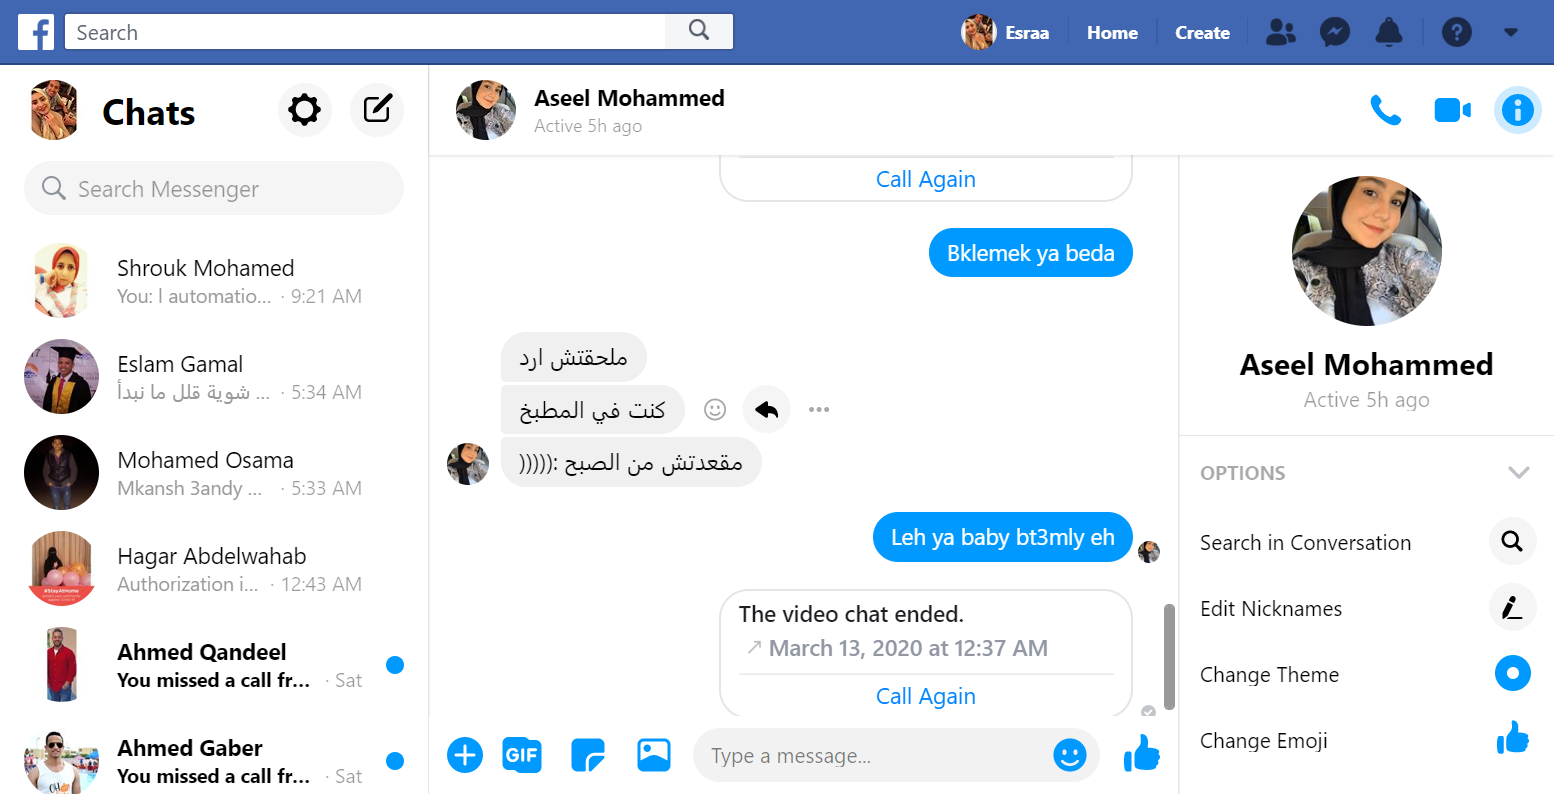 f
Search
Esraa
Home
Create
?
Chats
Search Messenger
Shrouk Mohamed
You: l automatio... · 9:21 AM
Eslam Gamal
شوية قلل ما نبدأ ... · 5:34 AM
Mohamed Osama
Mkansh 3andy ... · 5:33 AM
Hagar Abdelwahab
Authorization i... · 12:43 AM
#StayAtHome
Ahmed Qandeel
You missed a call fr... · Sat
Ahmed Gaber
You missed a call fr... · Sat
Aseel Mohammed
Active 5h ago
Call Again
Bklemek ya beda
ملحقتش ارد
كنت في المطبخ
مقعدتش من الصبح :(((((
Leh ya baby bt3mly eh
The video chat ended.
March 13, 2020 at 12:37 AM
Call Again
GIF
Type a message...
Aseel Mohammed
Active 5h ago
OPTIONS
Search in Conversation
Edit Nicknames
Change Theme
Change Emoji